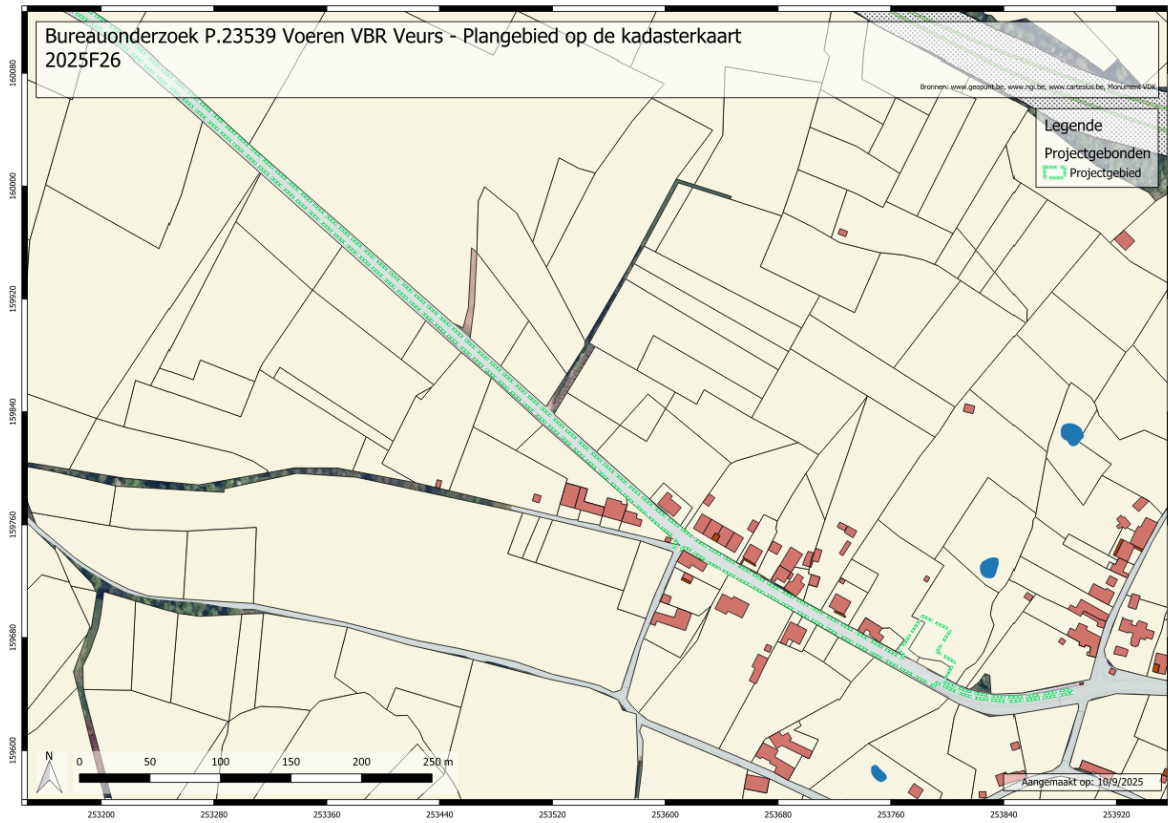 Bureauonderzoek P.23539 Voeren VBR Veurs - Plangebied op de kadasterkaart
2025F26
Bronnen: www.geopunt.be, www.ngi.be, www.cartesius.be, Monument VDK
Legende
Projectgebonden
Projectgebied
160080
160000
159920
159840
159760
159680
159600
N
0 50 100 150 200 250 m
Aangemaakt op: 10/9/2025
253200 253280 253360 253440 253520 253600 253680 253760 253840 253920